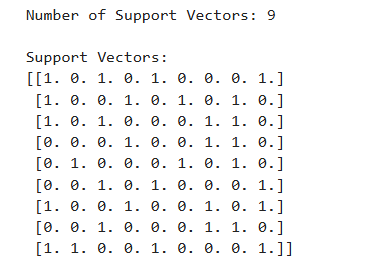 Number of Support Vectors: 9
Support Vectors:
[[1. 0. 1. 0. 1. 0. 0. 0. 1.]
[1. 0. 0. 1. 0. 1. 0. 1. 0.]
[1. 0. 1. 0. 0. 0. 1. 1. 0.]
[0. 0. 0. 1. 0. 0. 1. 1. 0.]
[0. 1. 0. 0. 0. 1. 0. 1. 0.]
[0. 0. 1. 0. 1. 0. 0. 0. 1.]
[1. 0. 0. 1. 0. 0. 1. 0. 1.]
[0. 0. 1. 0. 0. 0. 1. 1. 0.]
[1. 1. 0. 0. 1. 0. 0. 0. 1.]]